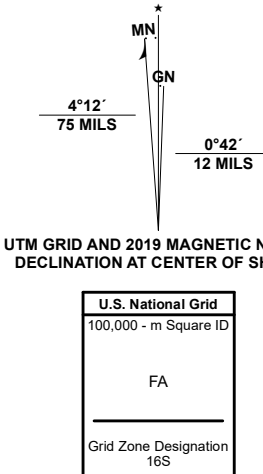 ★
MN
GN
4°12´
75 MILS
0°42´
12 MILS
UTM GRID AND 2019 MAGNETIC N
DECLINATION AT CENTER OF SH
U.S. National Grid
100,000 - m Square ID
FA
Grid Zone Designation
16S